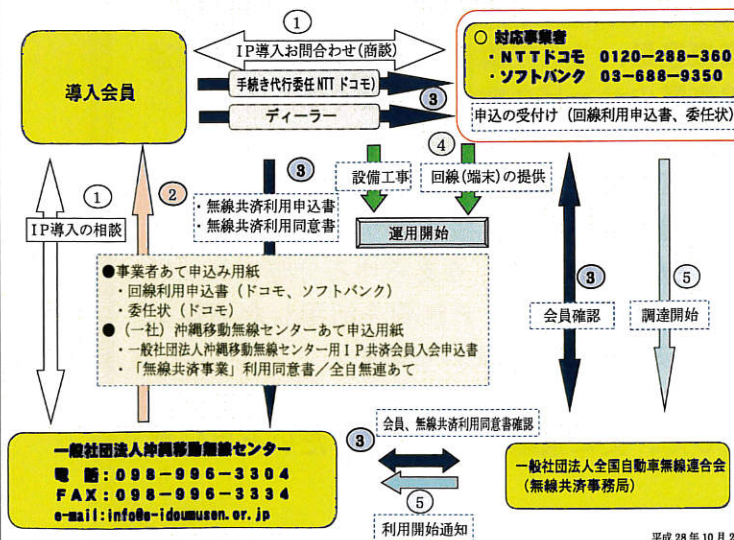 ①
IP導入お問合わせ(商談)
導入会員
手続き代行委任 NTT ドコモ)
③
ディーラー
○ 対応事業者
・NTTドコモ 0120-288-360
・ソフトバンク 03-688-9350
申込の受付け (回線利用申込書、委任状)
①
IP導入の相談
②
③
・無線共済利用申込書
・無線共済利用同意書
④
設備工事
回線(端末)の提供
運用開始
●事業者あて申込み用紙
・回線利用申込書 (ドコモ、ソフトバンク)
・委任状 (ドコモ)
● (一社) 沖縄移動無線センターあて申込用紙
・一般社団法人沖縄移動無線センター用IP共済会員入会申込書
・「無線共済事業」利用同意書/全自無連あて
③
会員確認
⑤
調達開始
一般社団法人沖縄移動無線センター
電 話:098-996-3304
FAX:098-996-3334
e-mail:info@o-idoumusen.or.jp
会員、無線共済利用同意書確認
③
⑤
利用開始通知
一般社団法人全国自動車無線連合会
(無線共済事務局)
平成 28 年 10 月 2